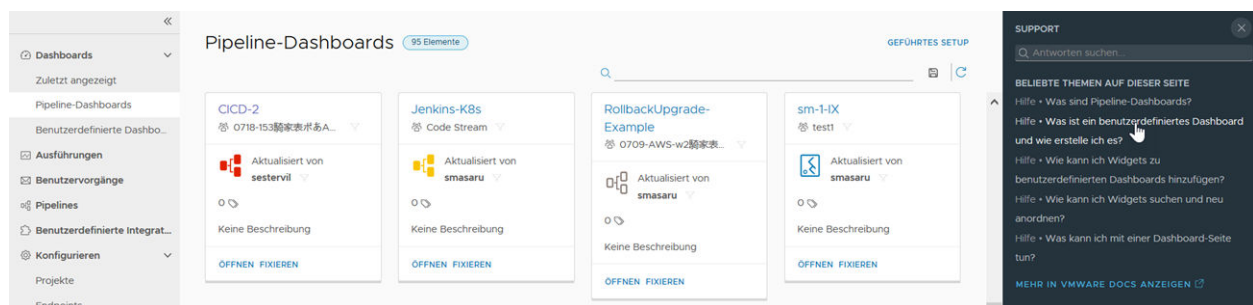 «
Dashboards
Zuletzt angezeigt
Pipeline-Dashboards
Benutzerdefinierte Dashbo...
Ausführungen
Benutzervorgänge
Pipelines
Benutzerdefinierte Integrat...
Konfigurieren
Projekte
Endpoints
Pipeline-Dashboards 95 Elemente
GEFÜHRTES SETUP
CICD-2
0718-153騎家表ポあA...
Aktualisiert von
sestervil
0
Keine Beschreibung
ÖFFNEN FIXIEREN
Jenkins-K8s
Code Stream
Aktualisiert von
smasaru
0
Keine Beschreibung
ÖFFNEN FIXIEREN
RollbackUpgrade-
Example
0709-AWS-w2騎家表...
Aktualisiert von
smasaru
0
Keine Beschreibung
ÖFFNEN FIXIEREN
sm-1-IX
test1
Aktualisiert von
smasaru
0
Keine Beschreibung
ÖFFNEN FIXIEREN
SUPPORT
Antworten suchen...
BELIEBTE THEMEN AUF DIESER SEITE
Hilfe • Was sind Pipeline-Dashboards?
Hilfe • Was ist ein benutzerdefiniertes Dashboard
und wie erstelle ich es?
Hilfe • Wie kann ich Widgets zu
benutzerdefinierten Dashboards hinzufügen?
Hilfe • Wie kann ich Widgets suchen und neu
anordnen?
Hilfe • Was kann ich mit einer Dashboard-Seite
tun?
MEHR IN VMWARE DOCS ANZEIGEN